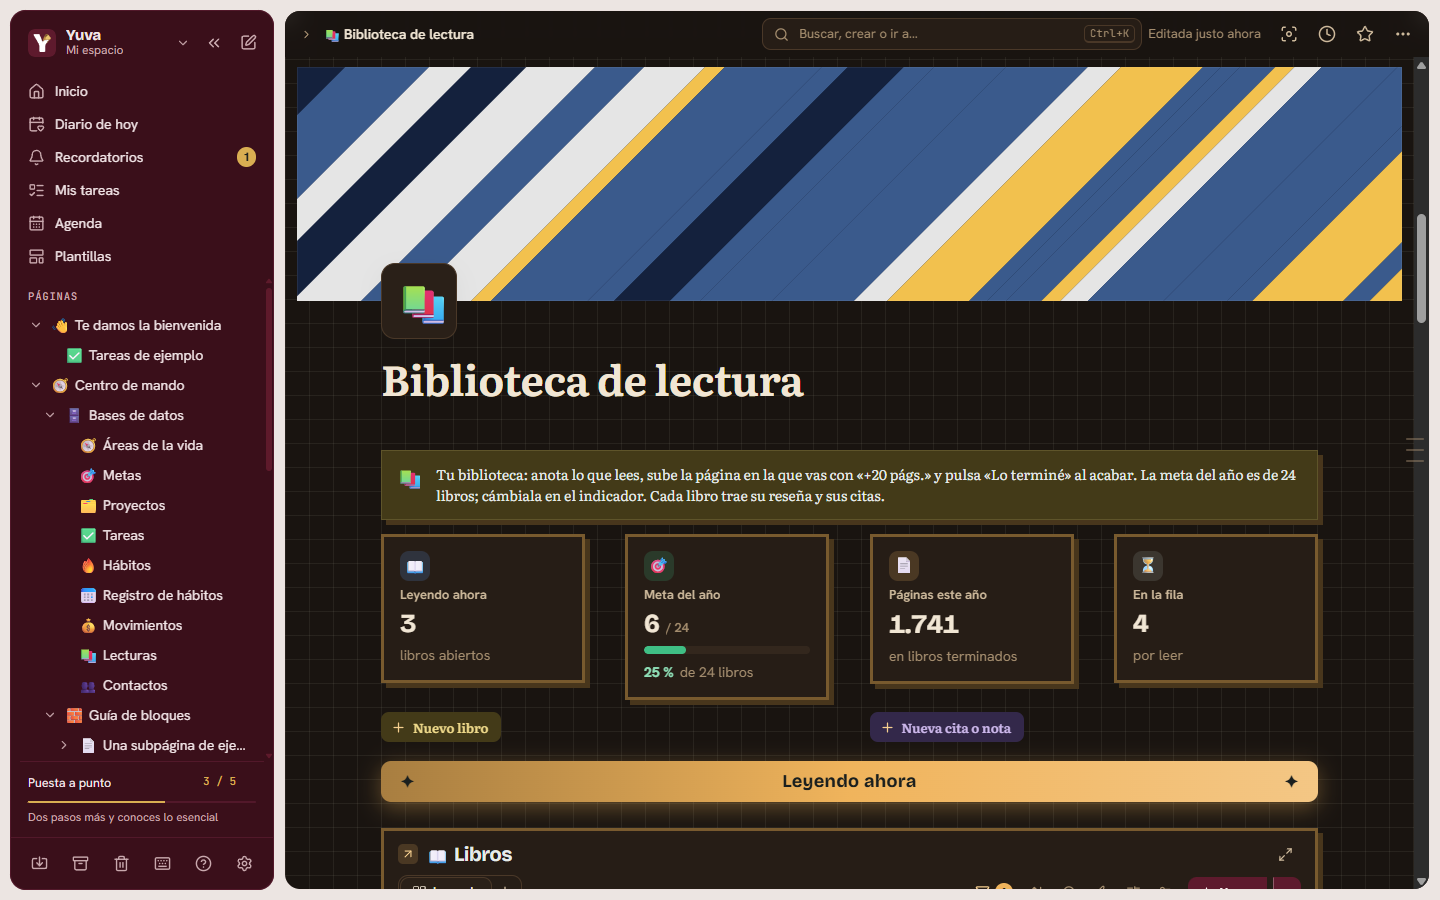 Yuva
Mi espacio
Inicio
Diario de hoy
Recordatorios 1
Mis tareas
Agenda
Plantillas
PÁGINAS
Te damos la bienvenida
Tareas de ejemplo
Centro de mando
Bases de datos
Áreas de la vida
Metas
Proyectos
Tareas
Hábitos
Registro de hábitos
Movimientos
Lecturas
Contactos
Guía de bloques
Una subpágina de eje...
Puesta a punto 3 / 5
Dos pasos más y conoces lo esencial
Biblioteca de lectura
Buscar, crear o ir a... Ctrl+K
Editada justo ahora
Biblioteca de lectura
Tu biblioteca: anota lo que lees, sube la página en la que vas con «+20 págs.» y pulsa «Lo terminé» al acabar. La meta del año es de 24
libros; cámbiala en el indicador. Cada libro trae su reseña y sus citas.
Leyendo ahora
3
libros abiertos
Meta del año
6 / 24
25 % de 24 libros
Páginas este año
1.741
en libros terminados
En la fila
4
por leer
+ Nuevo libro
+ Nueva cita o nota
Leyendo ahora
Libros